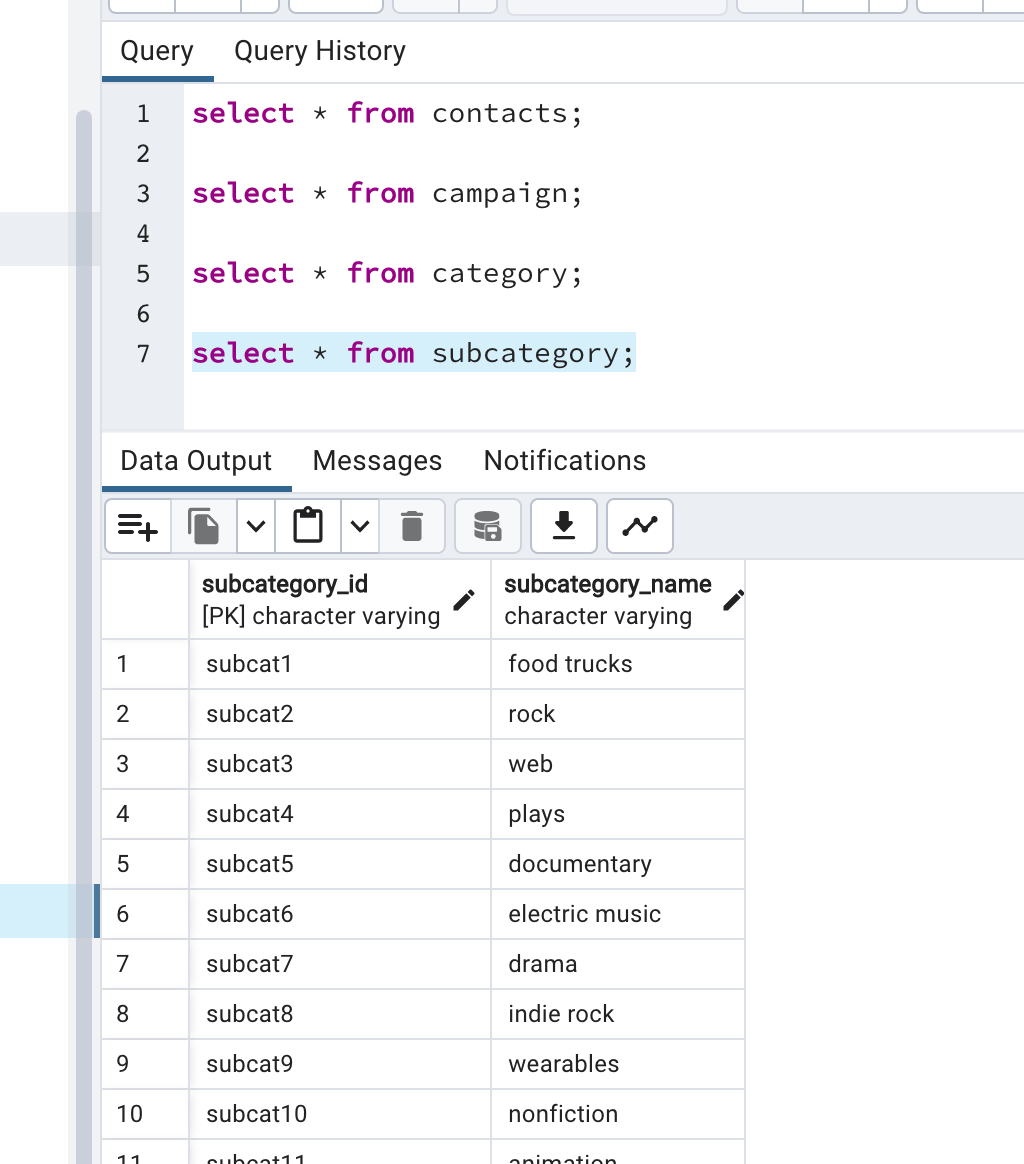 Query Query History
1 select * from contacts;
2
3 select * from campaign;
4
5 select * from category;
6
7 select * from subcategory;
Data Output Messages Notifications
subcategory_id subcategory_name
[PK] character varying character varying
1 subcat1 food trucks
2 subcat2 rock
3 subcat3 web
4 subcat4 plays
5 subcat5 documentary
6 subcat6 electric music
7 subcat7 drama
8 subcat8 indie rock
9 subcat9 wearables
10 subcat10 nonfiction
11 subcat11 animation